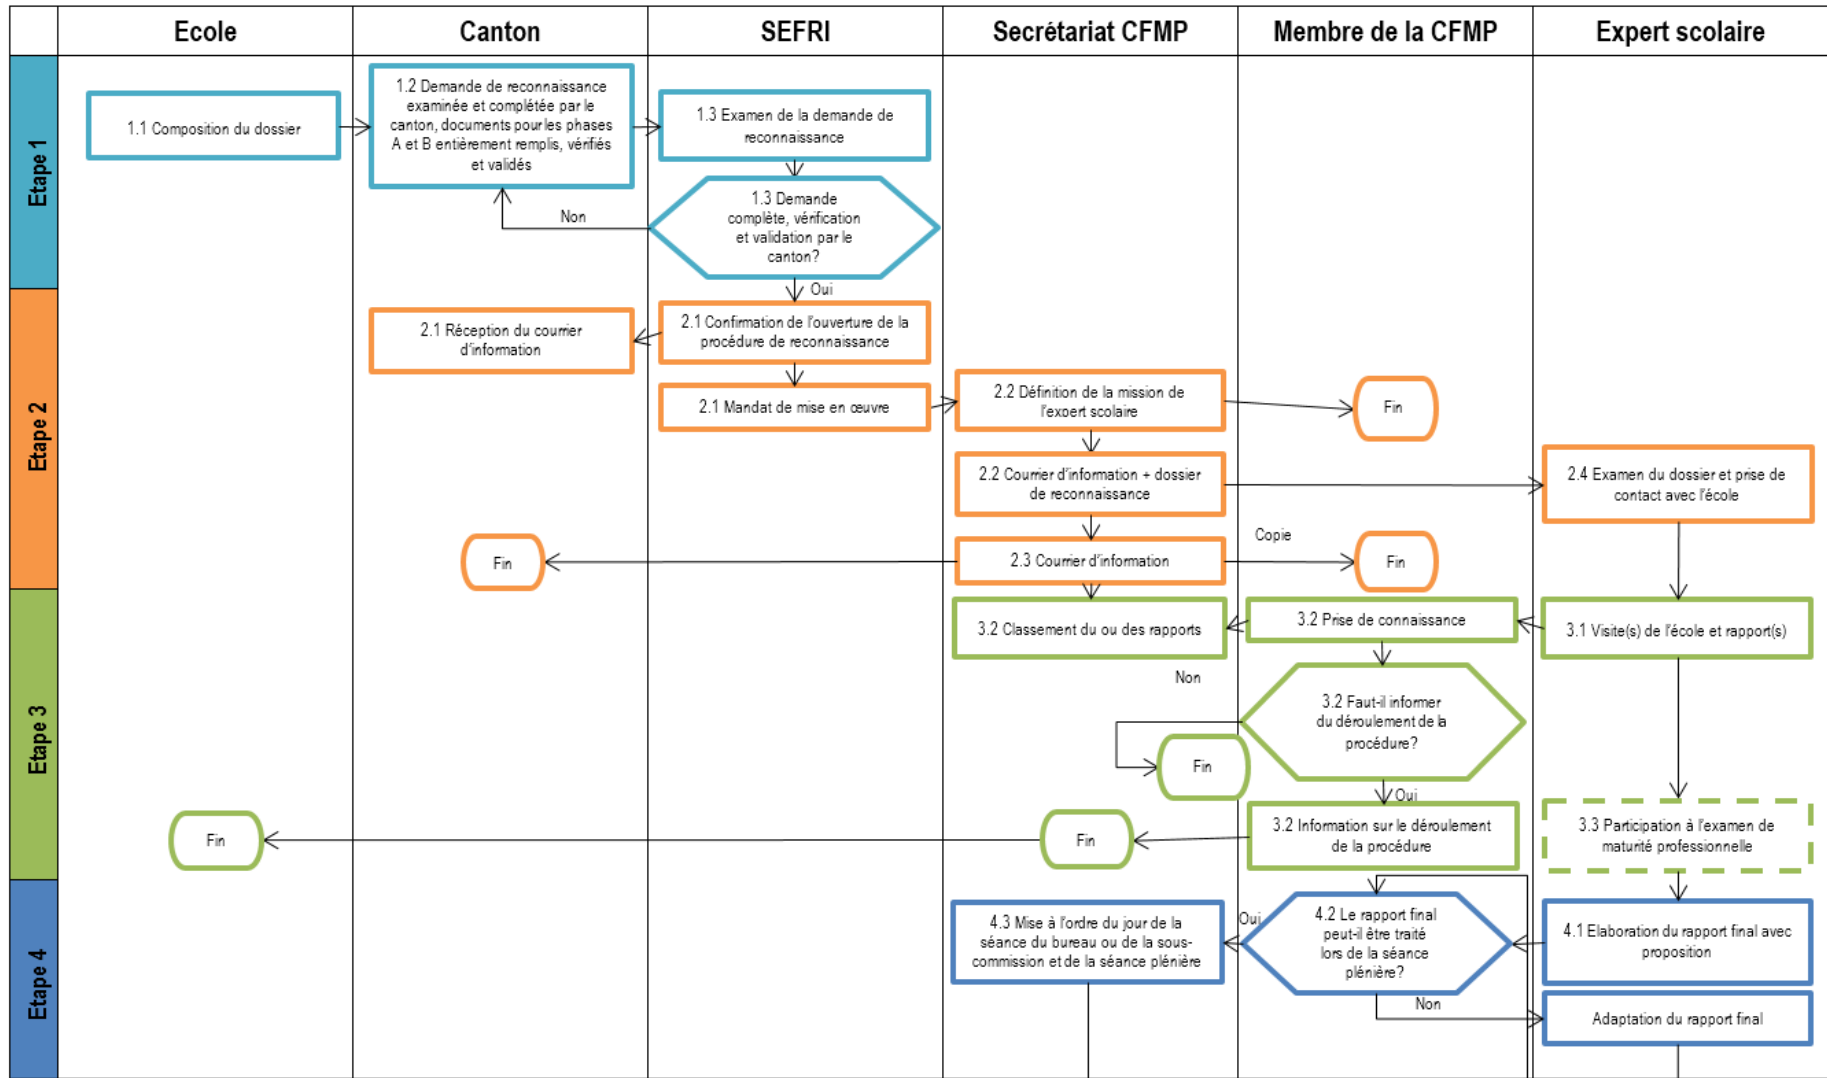 Ecole
Canton
SEFRI
Secrétariat CFMP
Membre de la CFMP
Expert scolaire
Etape 1
1.1 Composition du dossier
1.2 Demande de reconnaissance
examinée et complétée par le
canton, documents pour les phases
A et B entièrement remplis, vérifiés
et validés
1.3 Examen de la demande de
reconnaissance
1.3 Demande
complète, vérification
et validation par le
canton?
Non
Oui
Etape 2
2.1 Réception du courrier
d'information
2.1 Confirmation de l'ouverture de la
procédure de reconnaissance
2.1 Mandat de mise en œuvre
2.2 Définition de la mission de
l'expert scolaire
Fin
2.2 Courrier d'information + dossier
de reconnaissance
2.4 Examen du dossier et prise de
contact avec l'école
Fin
2.3 Courrier d'information
Copie
Fin
Etape 3
3.2 Classement du ou des rapports
3.2 Prise de connaissance
3.1 Visite(s) de l'école et rapport(s)
Non
3.2 Faut-il informer
du déroulement de la
procédure?
Fin
Oui
Fin
Fin
3.2 Information sur le déroulement
de la procédure
3.3 Participation à l'examen de
maturité professionnelle
Etape 4
4.3 Mise à l'ordre du jour de la
séance du bureau ou de la sous-
commission et de la séance plénière
Oui
4.2 Le rapport final
peut-il être traité
lors de la séance
plénière?
4.1 Elaboration du rapport final avec
proposition
Non
Adaptation du rapport final